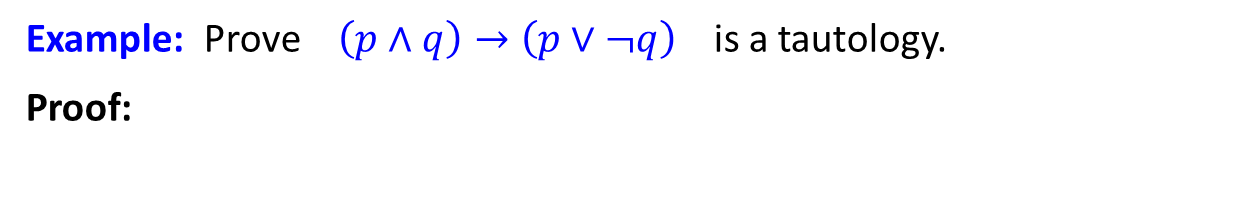 Example: Prove (p ∧ q) → (p ∨ ¬q) is a tautology.
Proof: